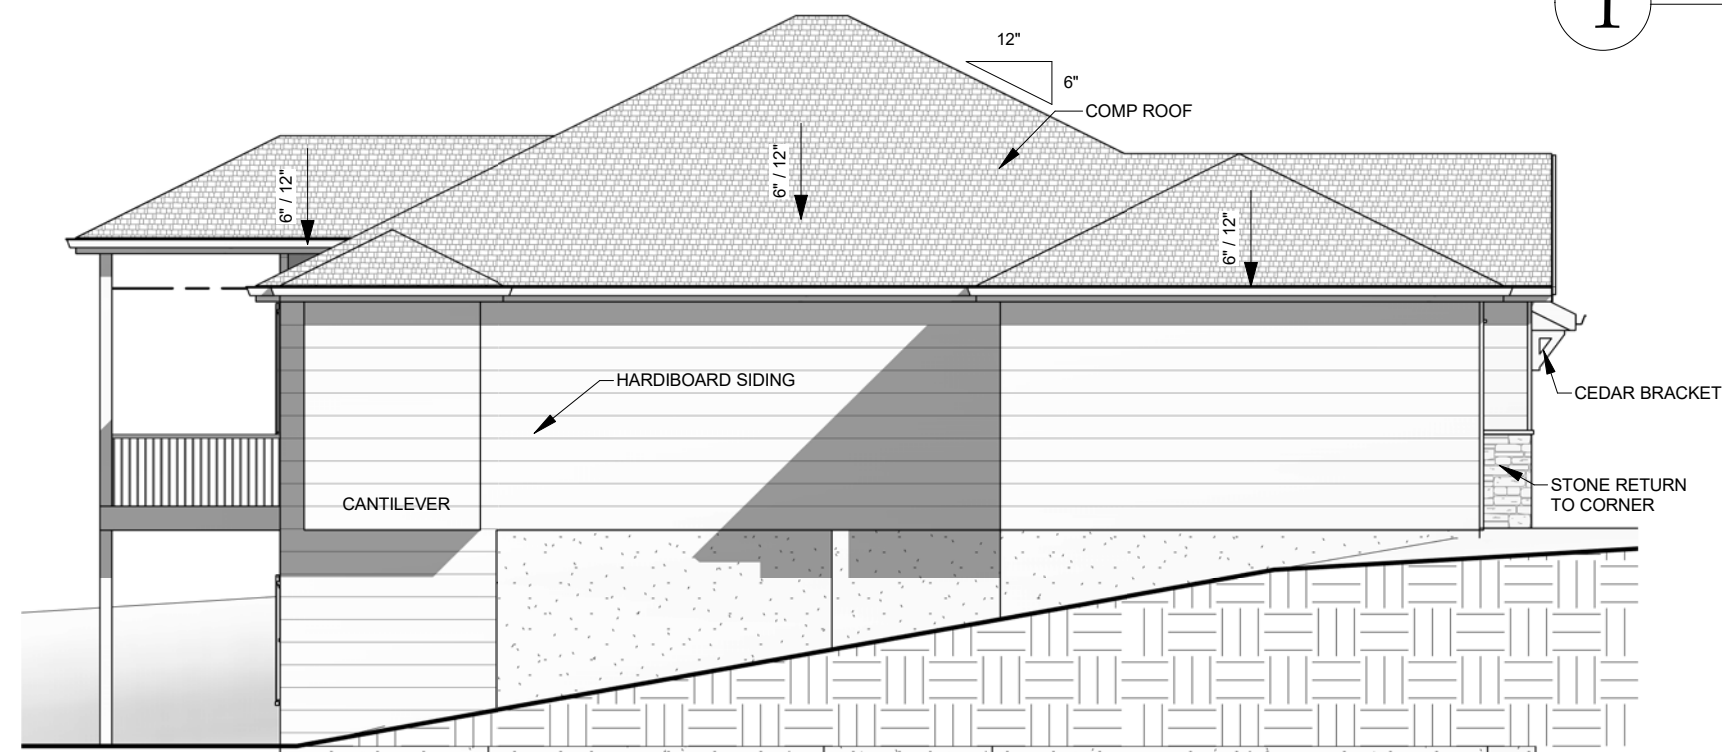 1
12"
6"
COMP ROOF
6" / 12"
6" / 12"
6" / 12"
HARDIBOARD SIDING
CEDAR BRACKET
CANTILEVER
STONE RETURN
TO CORNER